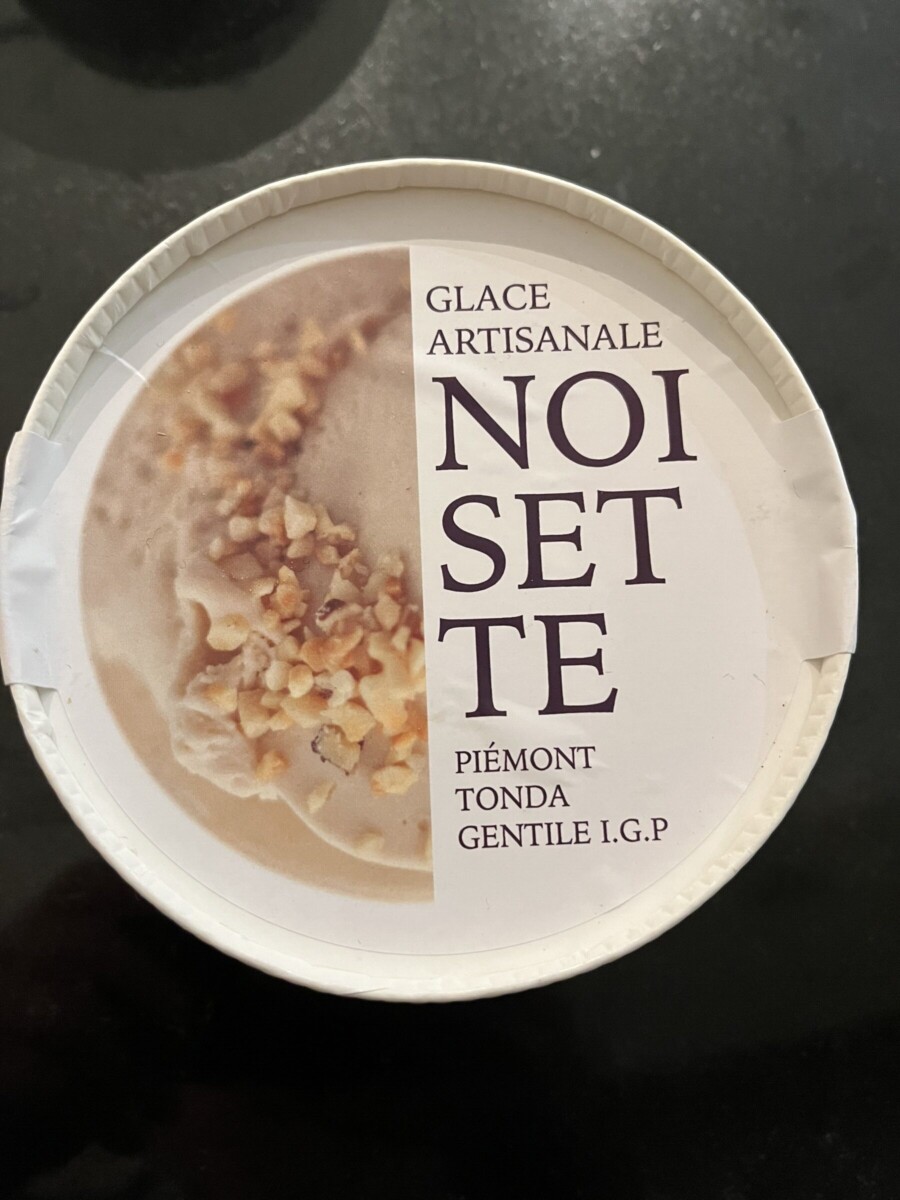 GLACE
ARTISANALE
NOI
SET
TE
PIÉMONT
TONDA
GENTILE I.G.P